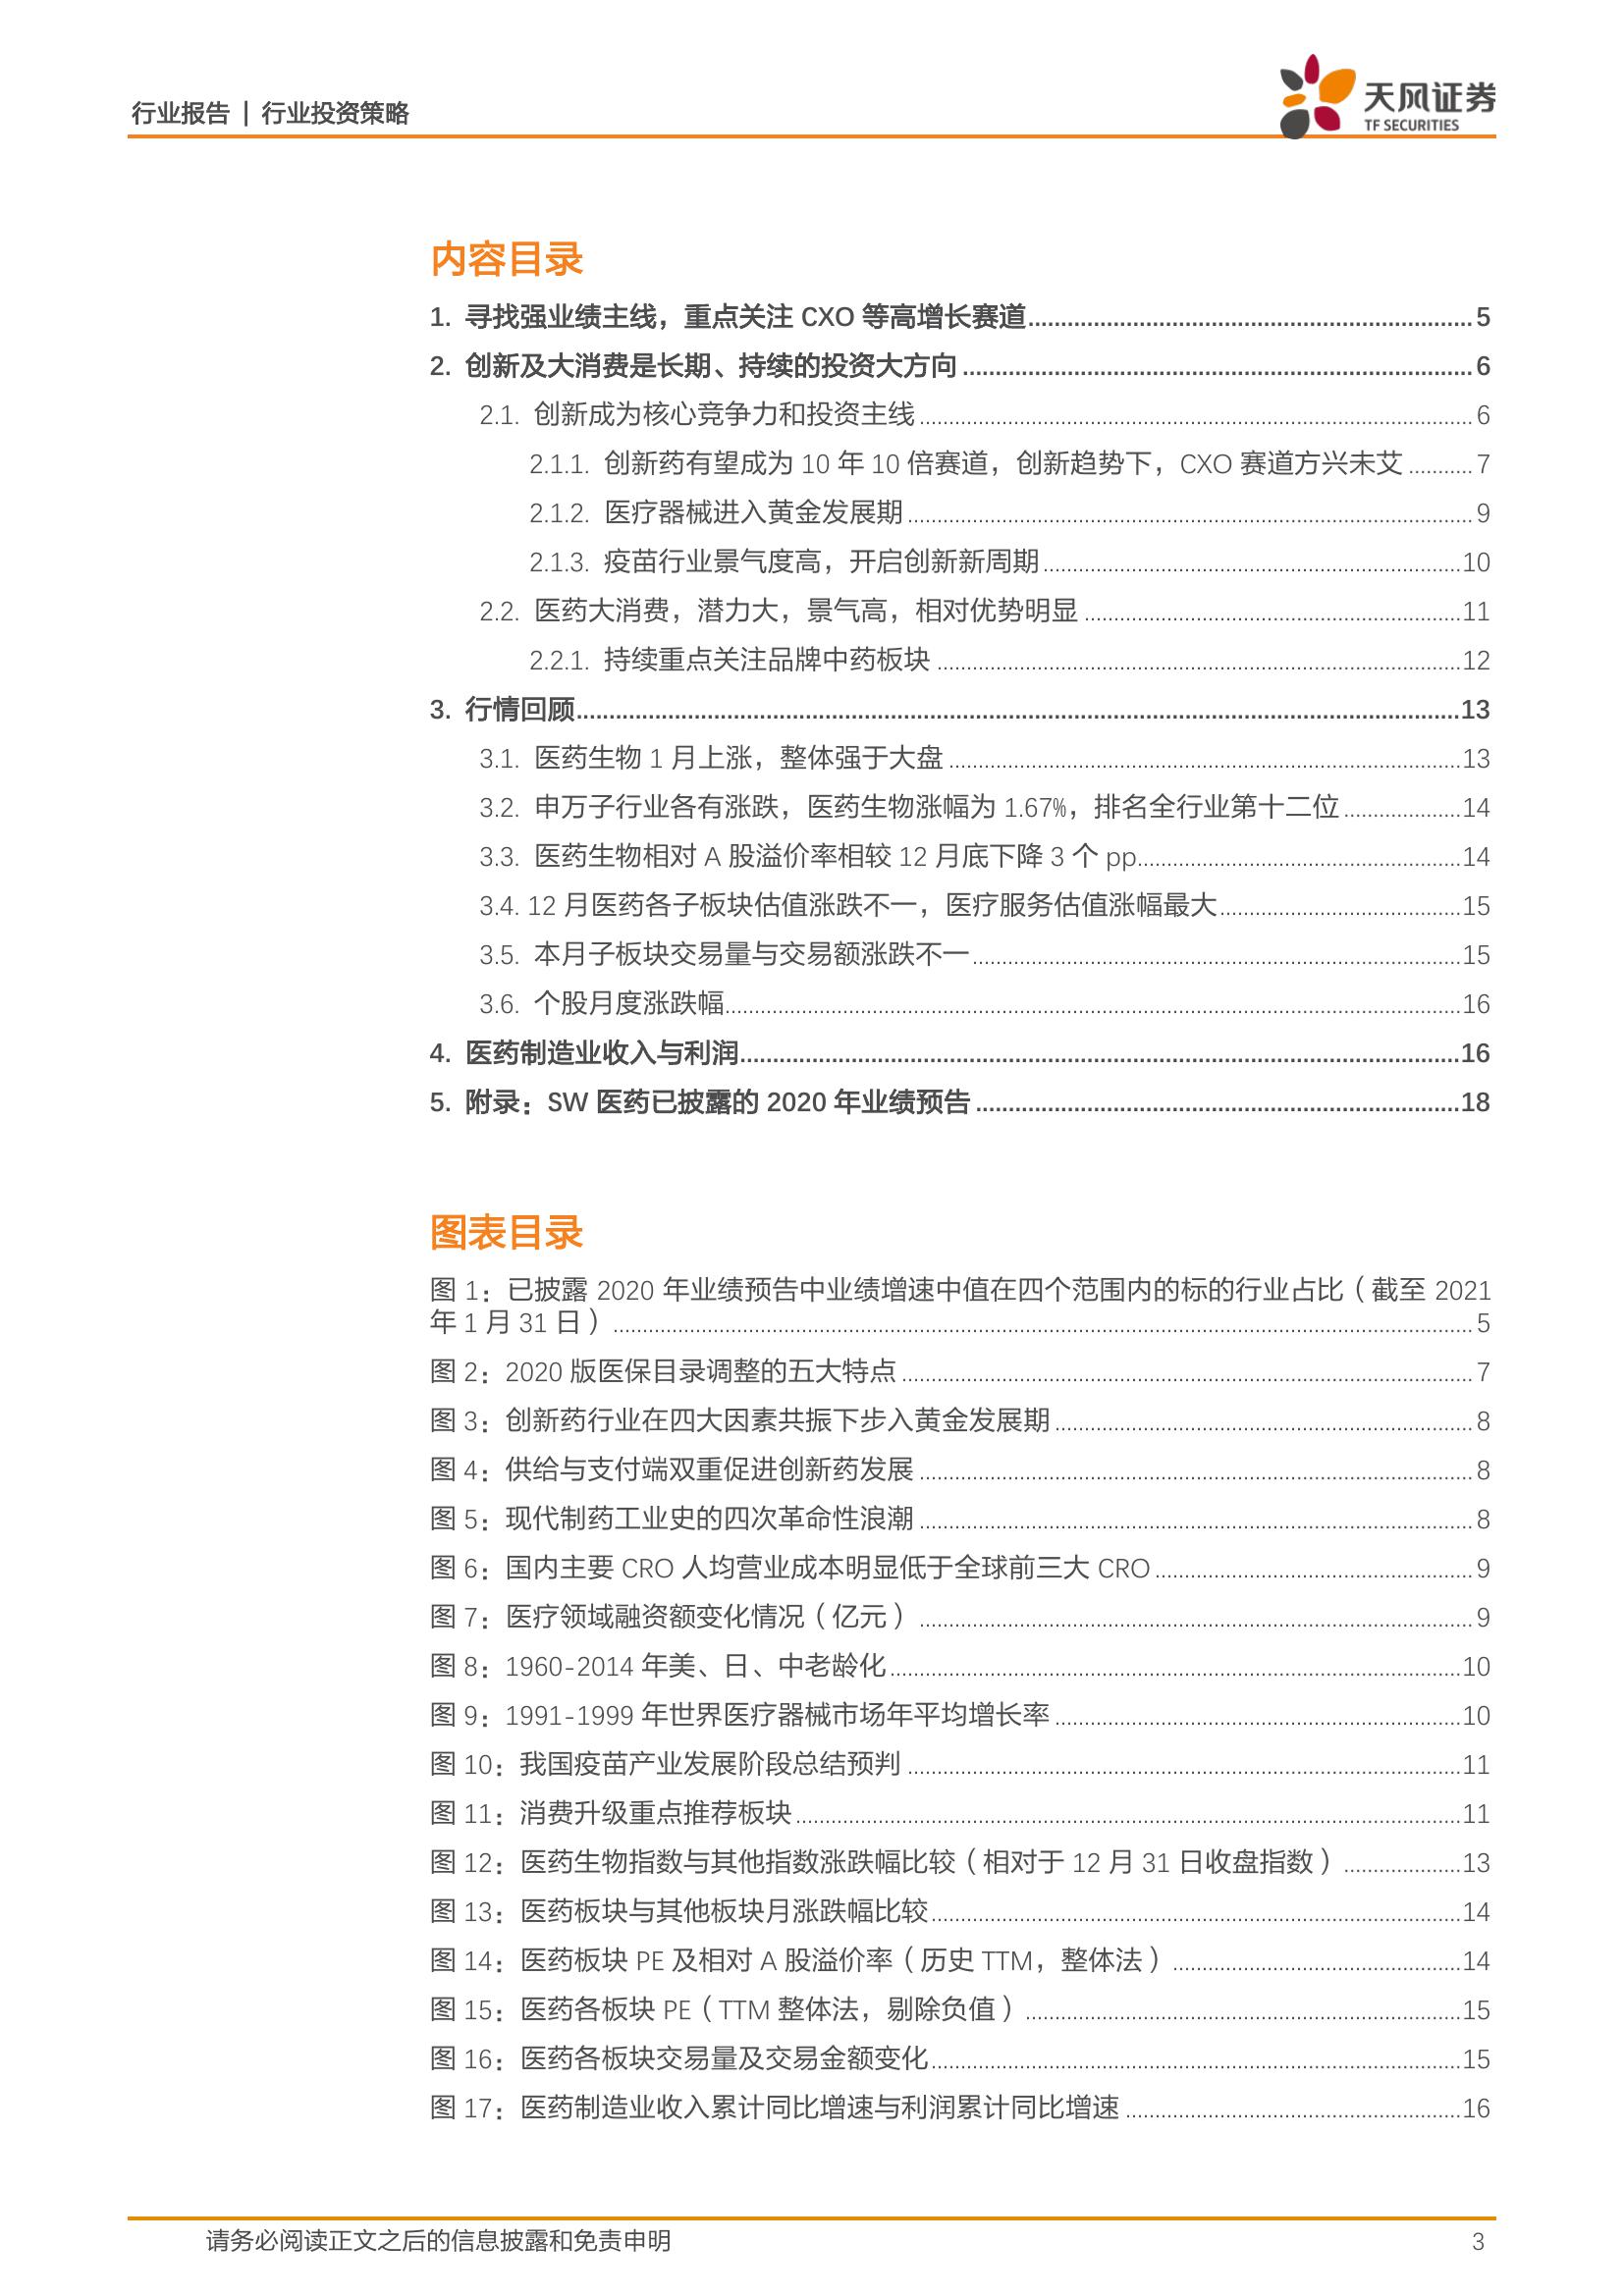 行业报告 | 行业投资策略
天风证券
TF SECURITIES
内容目录
1. 寻找强业绩主线，重点关注 CXO 等高增长赛道 5
2. 创新及大消费是长期、持续的投资大方向 6
2.1. 创新成为核心竞争力和投资主线 6
2.1.1. 创新药有望成为 10 年 10 倍赛道，创新趋势下，CXO 赛道方兴未艾 7
2.1.2. 医疗器械进入黄金发展期 9
2.1.3. 疫苗行业景气度高，开启创新新周期 10
2.2. 医药大消费，潜力大，景气高，相对优势明显 11
2.2.1. 持续重点关注品牌中药板块 12
3. 行情回顾 13
3.1. 医药生物 1 月上涨，整体强于大盘 13
3.2. 申万子行业各有涨跌，医药生物涨幅为 1.67%，排名全行业第十二位 14
3.3. 医药生物相对 A 股溢价率相较 12 月底下降 3 个 pp 14
3.4. 12 月医药各子板块估值涨跌不一，医疗服务估值涨幅最大 15
3.5. 本月子板块交易量与交易额涨跌不一 15
3.6. 个股月度涨跌幅 16
4. 医药制造业收入与利润 16
5. 附录：SW 医药已披露的 2020 年业绩预告 18
图表目录
图 1：已披露 2020 年业绩预告中业绩增速中值在四个范围内的标的行业占比（截至 2021
年 1 月 31 日） 5
图 2：2020 版医保目录调整的五大特点 7
图 3：创新药行业在四大因素共振下步入黄金发展期 8
图 4：供给与支付端双重促进创新药发展 8
图 5：现代制药工业史的四次革命性浪潮 8
图 6：国内主要 CRO 人均营业成本明显低于全球前三大 CRO 9
图 7：医疗领域融资额变化情况（亿元） 9
图 8：1960-2014 年美、日、中老龄化 10
图 9：1991-1999 年世界医疗器械市场年平均增长率 10
图 10：我国疫苗产业发展阶段总结预判 11
图 11：消费升级重点推荐板块 11
图 12：医药生物指数与其他指数涨跌幅比较（相对于 12 月 31 日收盘指数） 13
图 13：医药板块与其他板块月涨跌幅比较 14
图 14：医药板块 PE 及相对 A 股溢价率（历史 TTM，整体法） 14
图 15：医药各板块 PE（TTM 整体法，剔除负值） 15
图 16：医药各板块交易量及交易金额变化 15
图 17：医药制造业收入累计同比增速与利润累计同比增速 16
请务必阅读正文之后的信息披露和免责申明 3